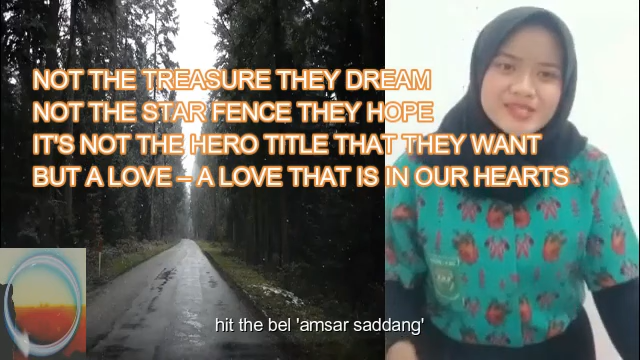 NOT THE TREASURE THEY DREAM
NOT THE STAR FENCE THEY HOPE
IT'S NOT THE HERO TITLE THAT THEY WANT
BUT A LOVE – A LOVE THAT IS IN OUR HEARTS
hit the bel 'amsar saddang'